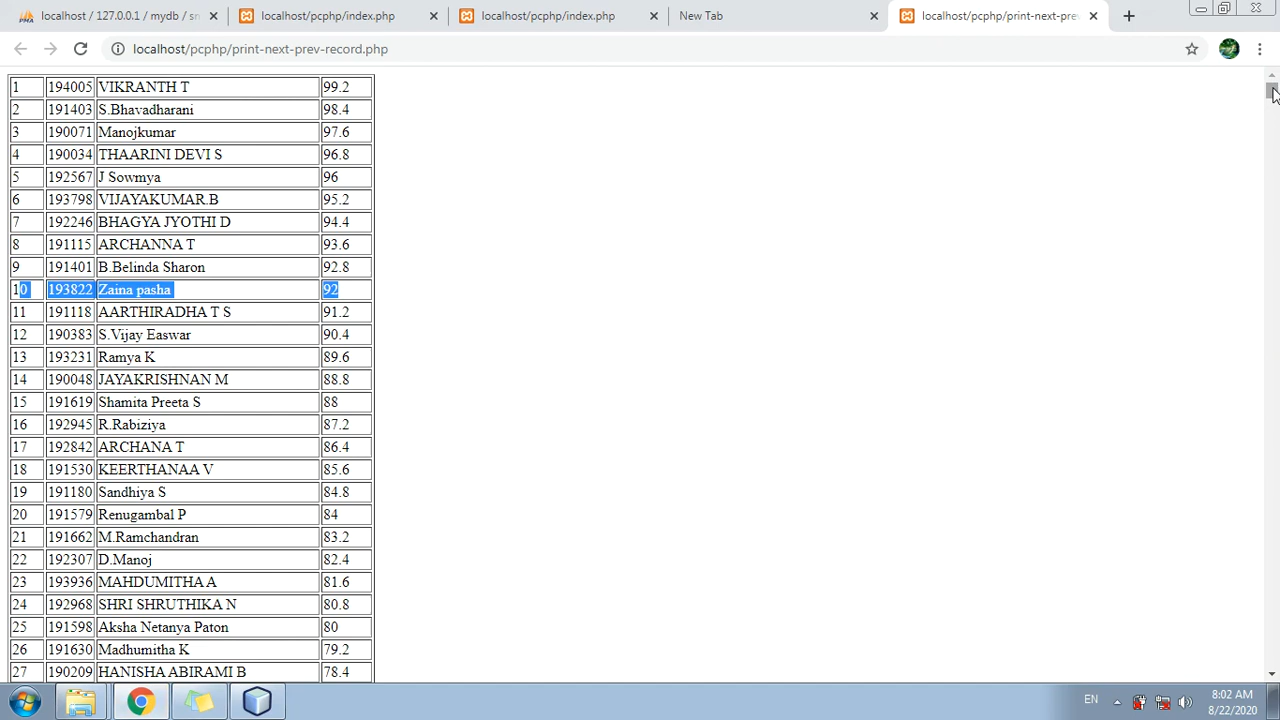 localhost / 127.0.0.1 / mydb / sn
localhost/pcphp/index.php
localhost/pcphp/index.php
New Tab
localhost/pcphp/print-next-prev-
localhost/pcphp/print-next-prev-record.php
1 194005 VIKRANTH T 99.2
2 191403 S.Bhavadharani 98.4
3 190071 Manojkumar 97.6
4 190034 THAARINI DEVI S 96.8
5 192567 J Sowmya 96
6 193798 VIJAYAKUMAR.B 95.2
7 192246 BHAGYA JYOTHI D 94.4
8 191115 ARCHANNA T 93.6
9 191401 B.Belinda Sharon 92.8
10 193822 Zaina pasha 92
11 191118 AARTHIRADHA T S 91.2
12 190383 S.Vijay Easwar 90.4
13 193231 Ramya K 89.6
14 190048 JAYAKRISHNAN M 88.8
15 191619 Shamita Preeta S 88
16 192945 R.Rabiziya 87.2
17 192842 ARCHANA T 86.4
18 191530 KEERTHANAA V 85.6
19 191180 Sandhiya S 84.8
20 191579 Renugambal P 84
21 191662 M.Ramchandran 83.2
22 192307 D.Manoj 82.4
23 193936 MAHDUMITHA A 81.6
24 192968 SHRI SHRUTHIKA N 80.8
25 191598 Aksha Netanya Paton 80
26 191630 Madhumitha K 79.2
27 190209 HANISHA ABIRAMI B 78.4
EN
8:02 AM
8/22/2020